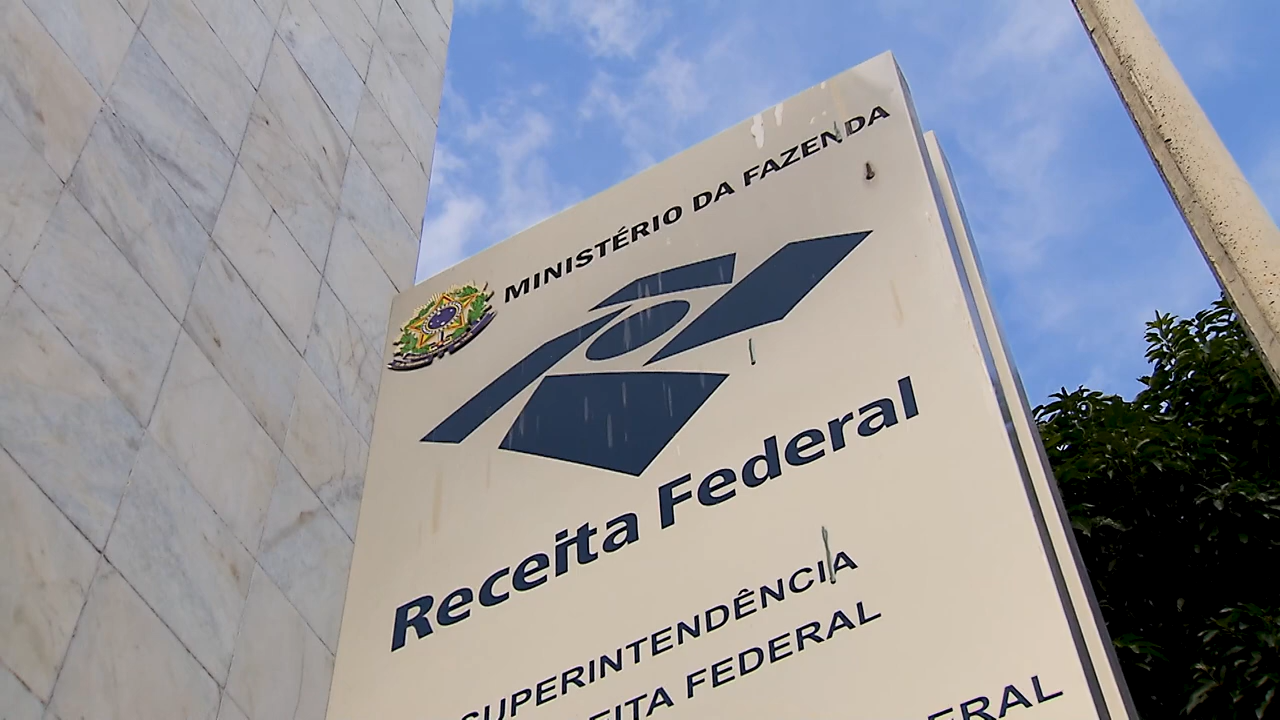 MINISTÉRIO DA FAZENDA
Receita Federal
SUPERINTENDÊNCIA
FEDERAL